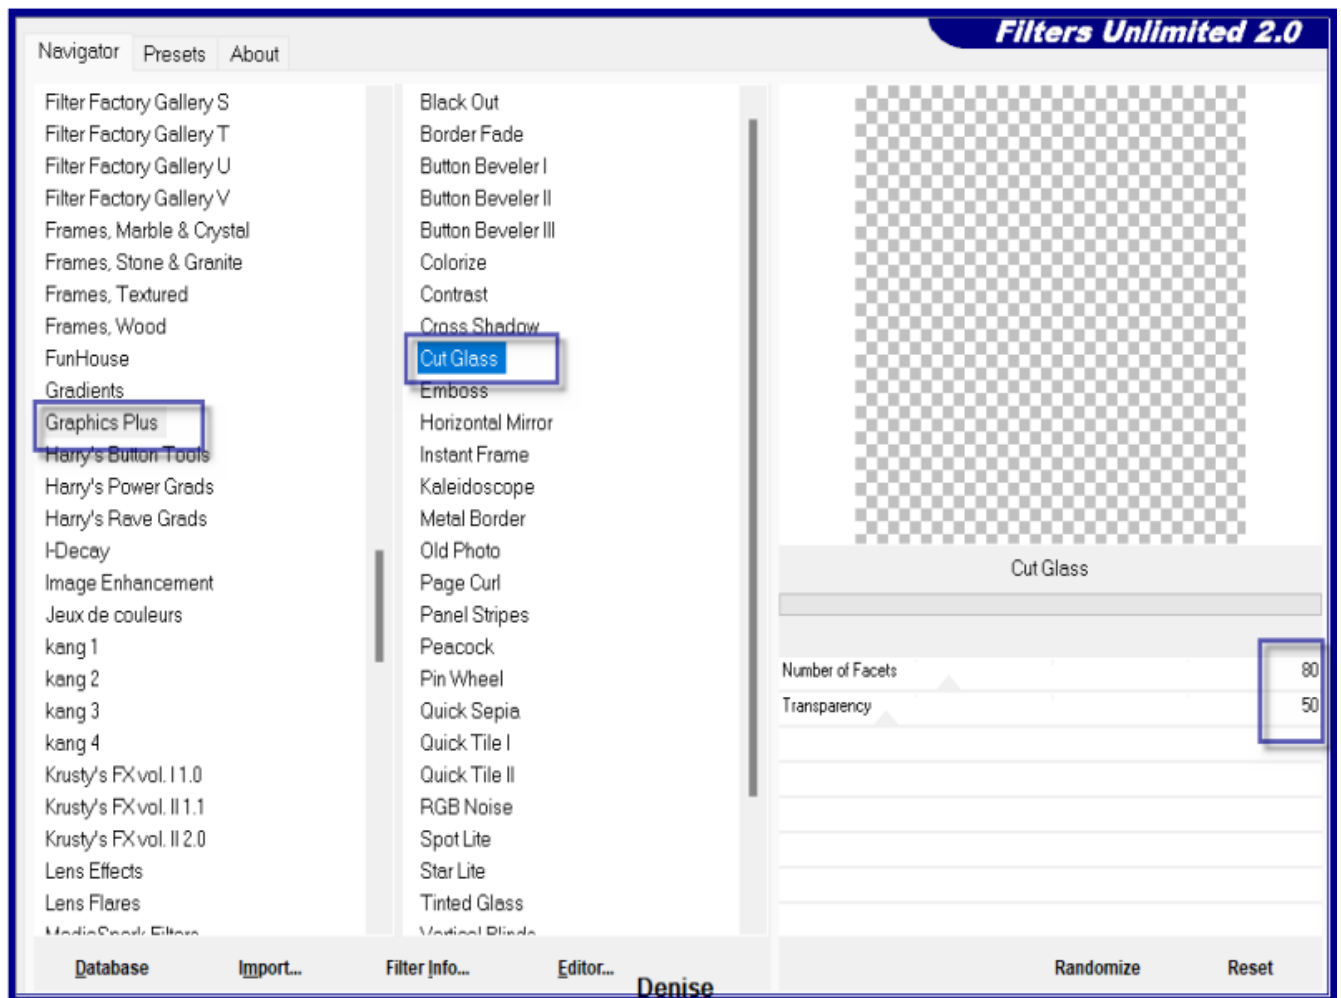 Filters Unlimited 2.0
Navigator
Presets
About
Filter Factory Gallery S
Filter Factory Gallery T
Filter Factory Gallery U
Filter Factory Gallery V
Frames, Marble & Crystal
Frames, Stone & Granite
Frames, Textured
Frames, Wood
FunHouse
Gradients
Graphics Plus
Harry's Button Tools
Harry's Power Grads
Harry's Rave Grads
I-Decay
Image Enhancement
Jeux de couleurs
kang 1
kang 2
kang 3
kang 4
Krusty's FX vol. I 1.0
Krusty's FX vol. II 1.1
Krusty's FX vol. II 2.0
Lens Effects
Lens Flares
MediaSpark Filters
Black Out
Border Fade
Button Beveler I
Button Beveler II
Button Beveler III
Colorize
Contrast
Cross Shadow
Cut Glass
Emboss
Horizontal Mirror
Instant Frame
Kaleidoscope
Metal Border
Old Photo
Page Curl
Panel Stripes
Peacock
Pin Wheel
Quick Sepia
Quick Tile I
Quick Tile II
RGB Noise
Spot Lite
Star Lite
Tinted Glass
Vertical Blinds
Cut Glass
Number of Facets 80
Transparency 50
Database
Import...
Filter Info...
Editor...
Randomize
Reset
Denise